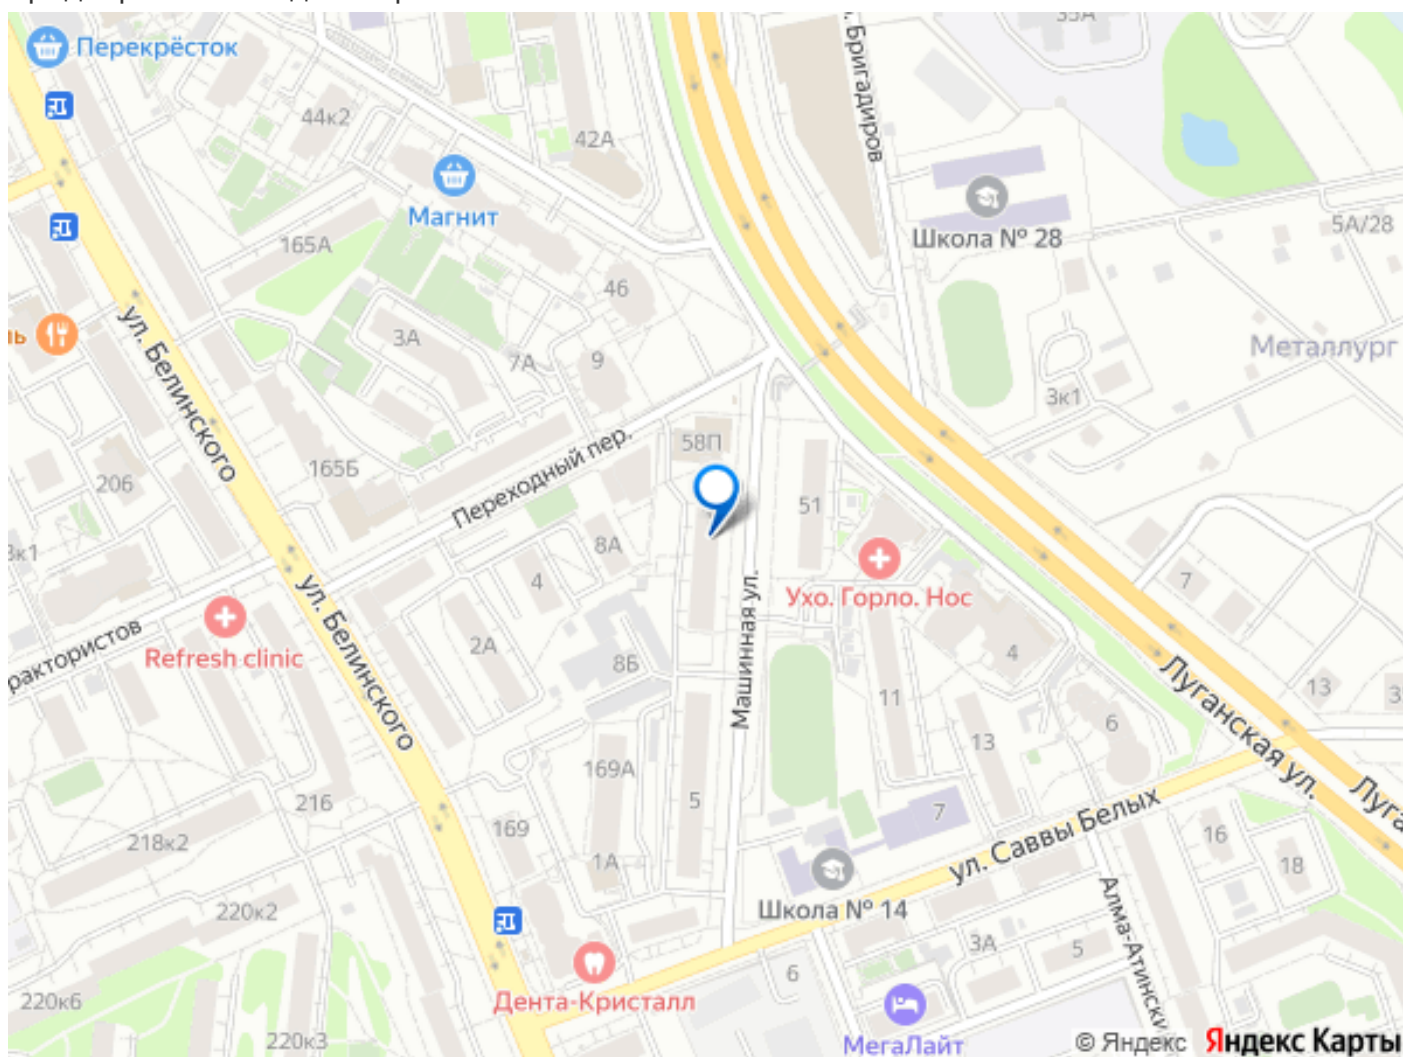 Перекрёсток
35А
ул. Бригадиров
44к2
42А
Магнит
Школа № 28
5А/28
165А
46
3А
7А
9
Металлург
3к1
ул. Белинского
206
165Б
58П
Переходный пер.
51
8А
4
Ухо. Горло. Нос
7
Refresh clinic
2А
8Б
Машинная ул.
11
4
13
6
ул. Белинского
Луганская ул.
13
169А
5
216
218к2
169
1А
7
ул. Саввы Белых
16
18
220к2
Школа № 14
3А
5
6
220к6
220к3
Дента-Кристалл
МегаЛайт
© Яндекс Яндекс Карты